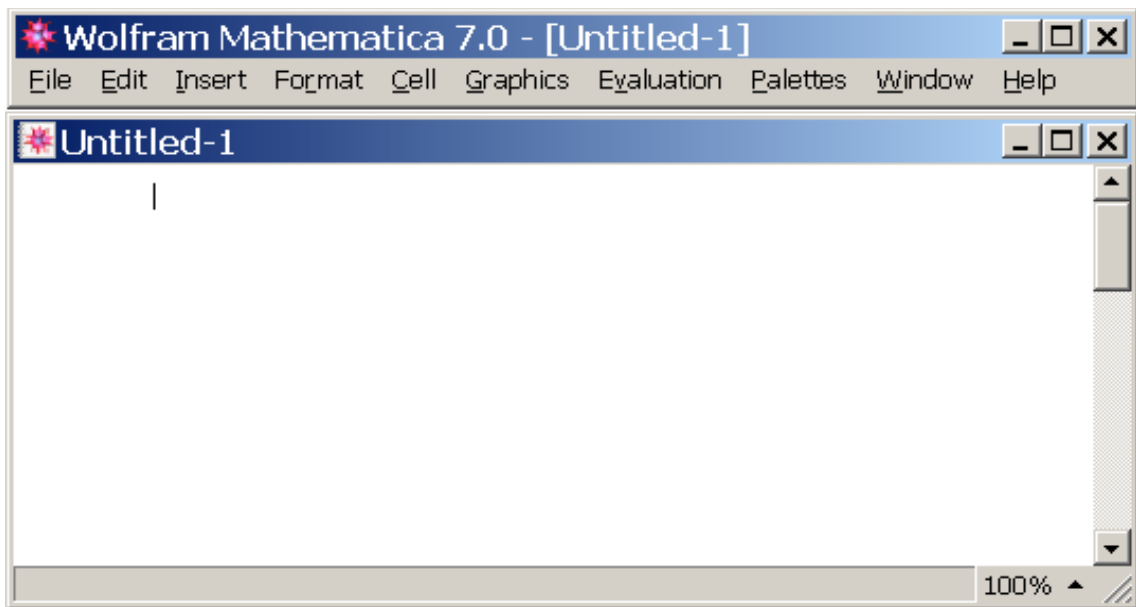 Wolfram Mathematica 7.0 - [Untitled-1]
File Edit Insert Format Cell Graphics Evaluation Palettes Window Help
Untitled-1
100%